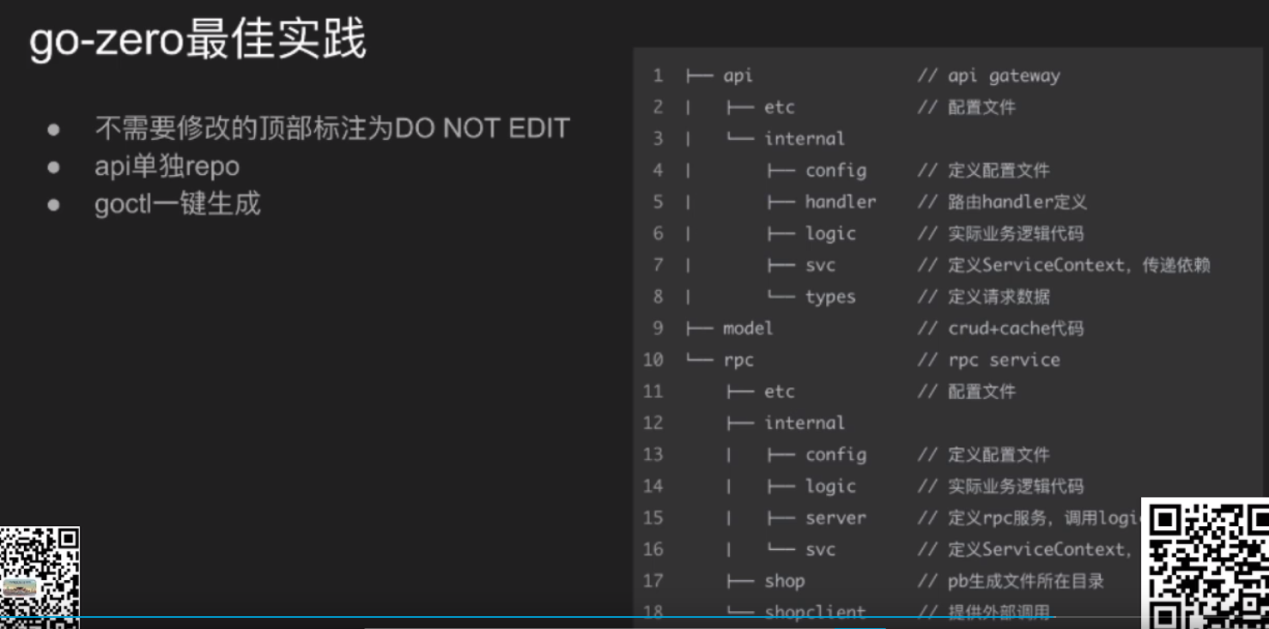 go-zero最佳实践
● 不需要修改的顶部标注为DO NOT EDIT
● api单独repo
● goctl一键生成
1 ├── api // api gateway
2 | ├── etc // 配置文件
3 | └── internal
4 | ├── config // 定义配置文件
5 | ├── handler // 路由handler定义
6 | ├── logic // 实际业务逻辑代码
7 | ├── svc // 定义ServiceContext，传递依赖
8 | └── types // 定义请求数据
9 ├── model // crud+cache代码
10 └── rpc // rpc service
11 ├── etc // 配置文件
12 ├── internal
13 | ├── config // 定义配置文件
14 | ├── logic // 实际业务逻辑代码
15 | ├── server // 定义rpc服务，调用logi
16 | └── svc // 定义ServiceContext，
17 ├── shop // pb生成文件所在目录
18 └── shopclient // 提供外部调用